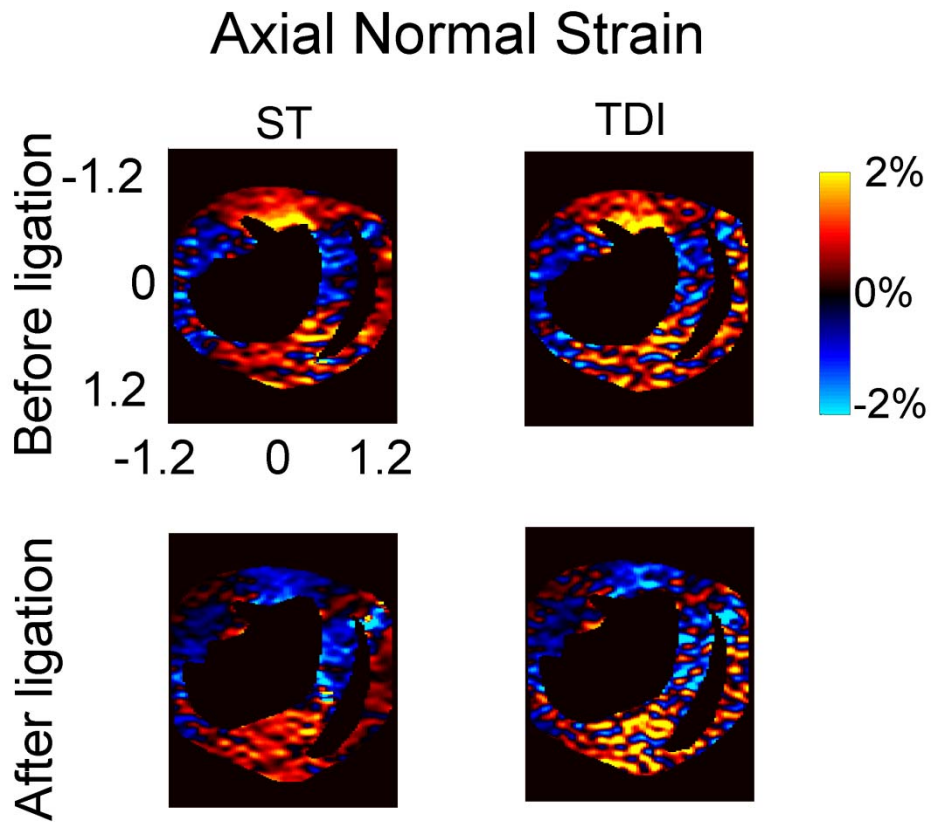 Axial Normal Strain
ST
TDI
Before ligation
-1.2
0
1.2
-1.2 0 1.2
2%
0%
-2%
After ligation